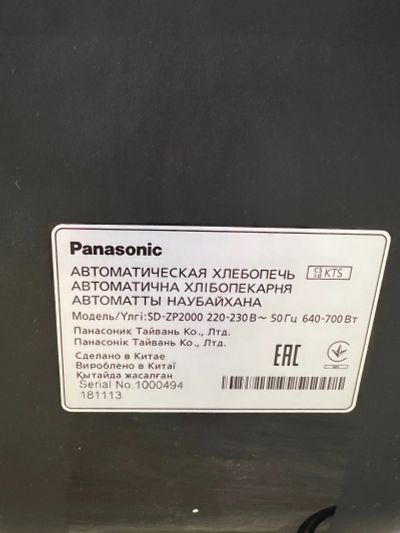 Panasonic
АВТОМАТИЧЕСКАЯ ХЛЕБОПЕЧЬ
KTS
АВТОМАТИЧНА ХЛІБОПЕКАРНЯ
АВТОМАТТЫ НАУБАЙХАНА
Модель/Үлгі:SD-ZP2000 220-230 В~ 50 Гц 640-700 Вт
Панасоник Тайвань Ко., Лтд.
Панасонік Тайвань Ко., Лтд.
Сделано в Китае
Вироблено в Китаї
Қытайда жасалған
Serial No.1000494
181113
EAC